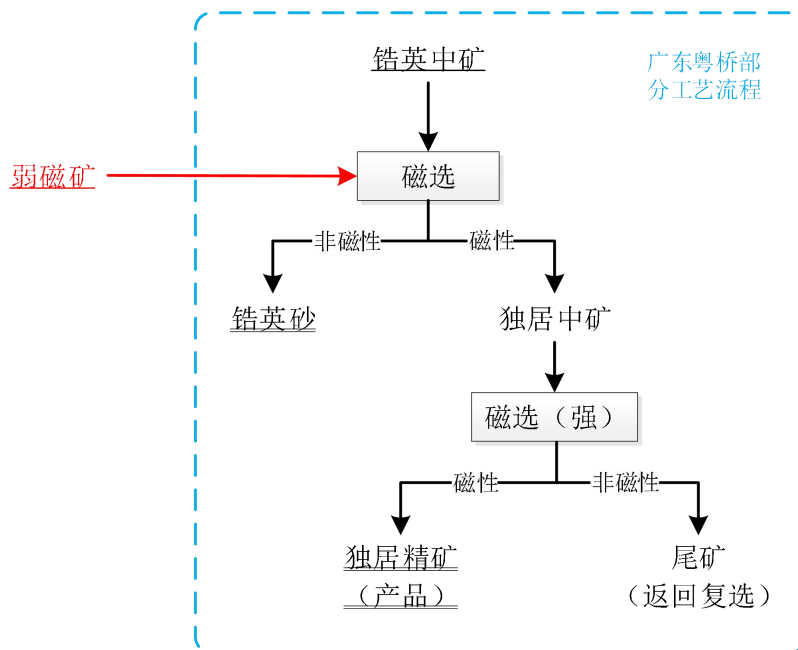 锆英中矿
广东粤桥部
分工艺流程
弱磁矿
磁选
非磁性
磁性
锆英砂
独居中矿
磁选（强）
磁性
非磁性
独居精矿
（产品）
尾矿
（返回复选）